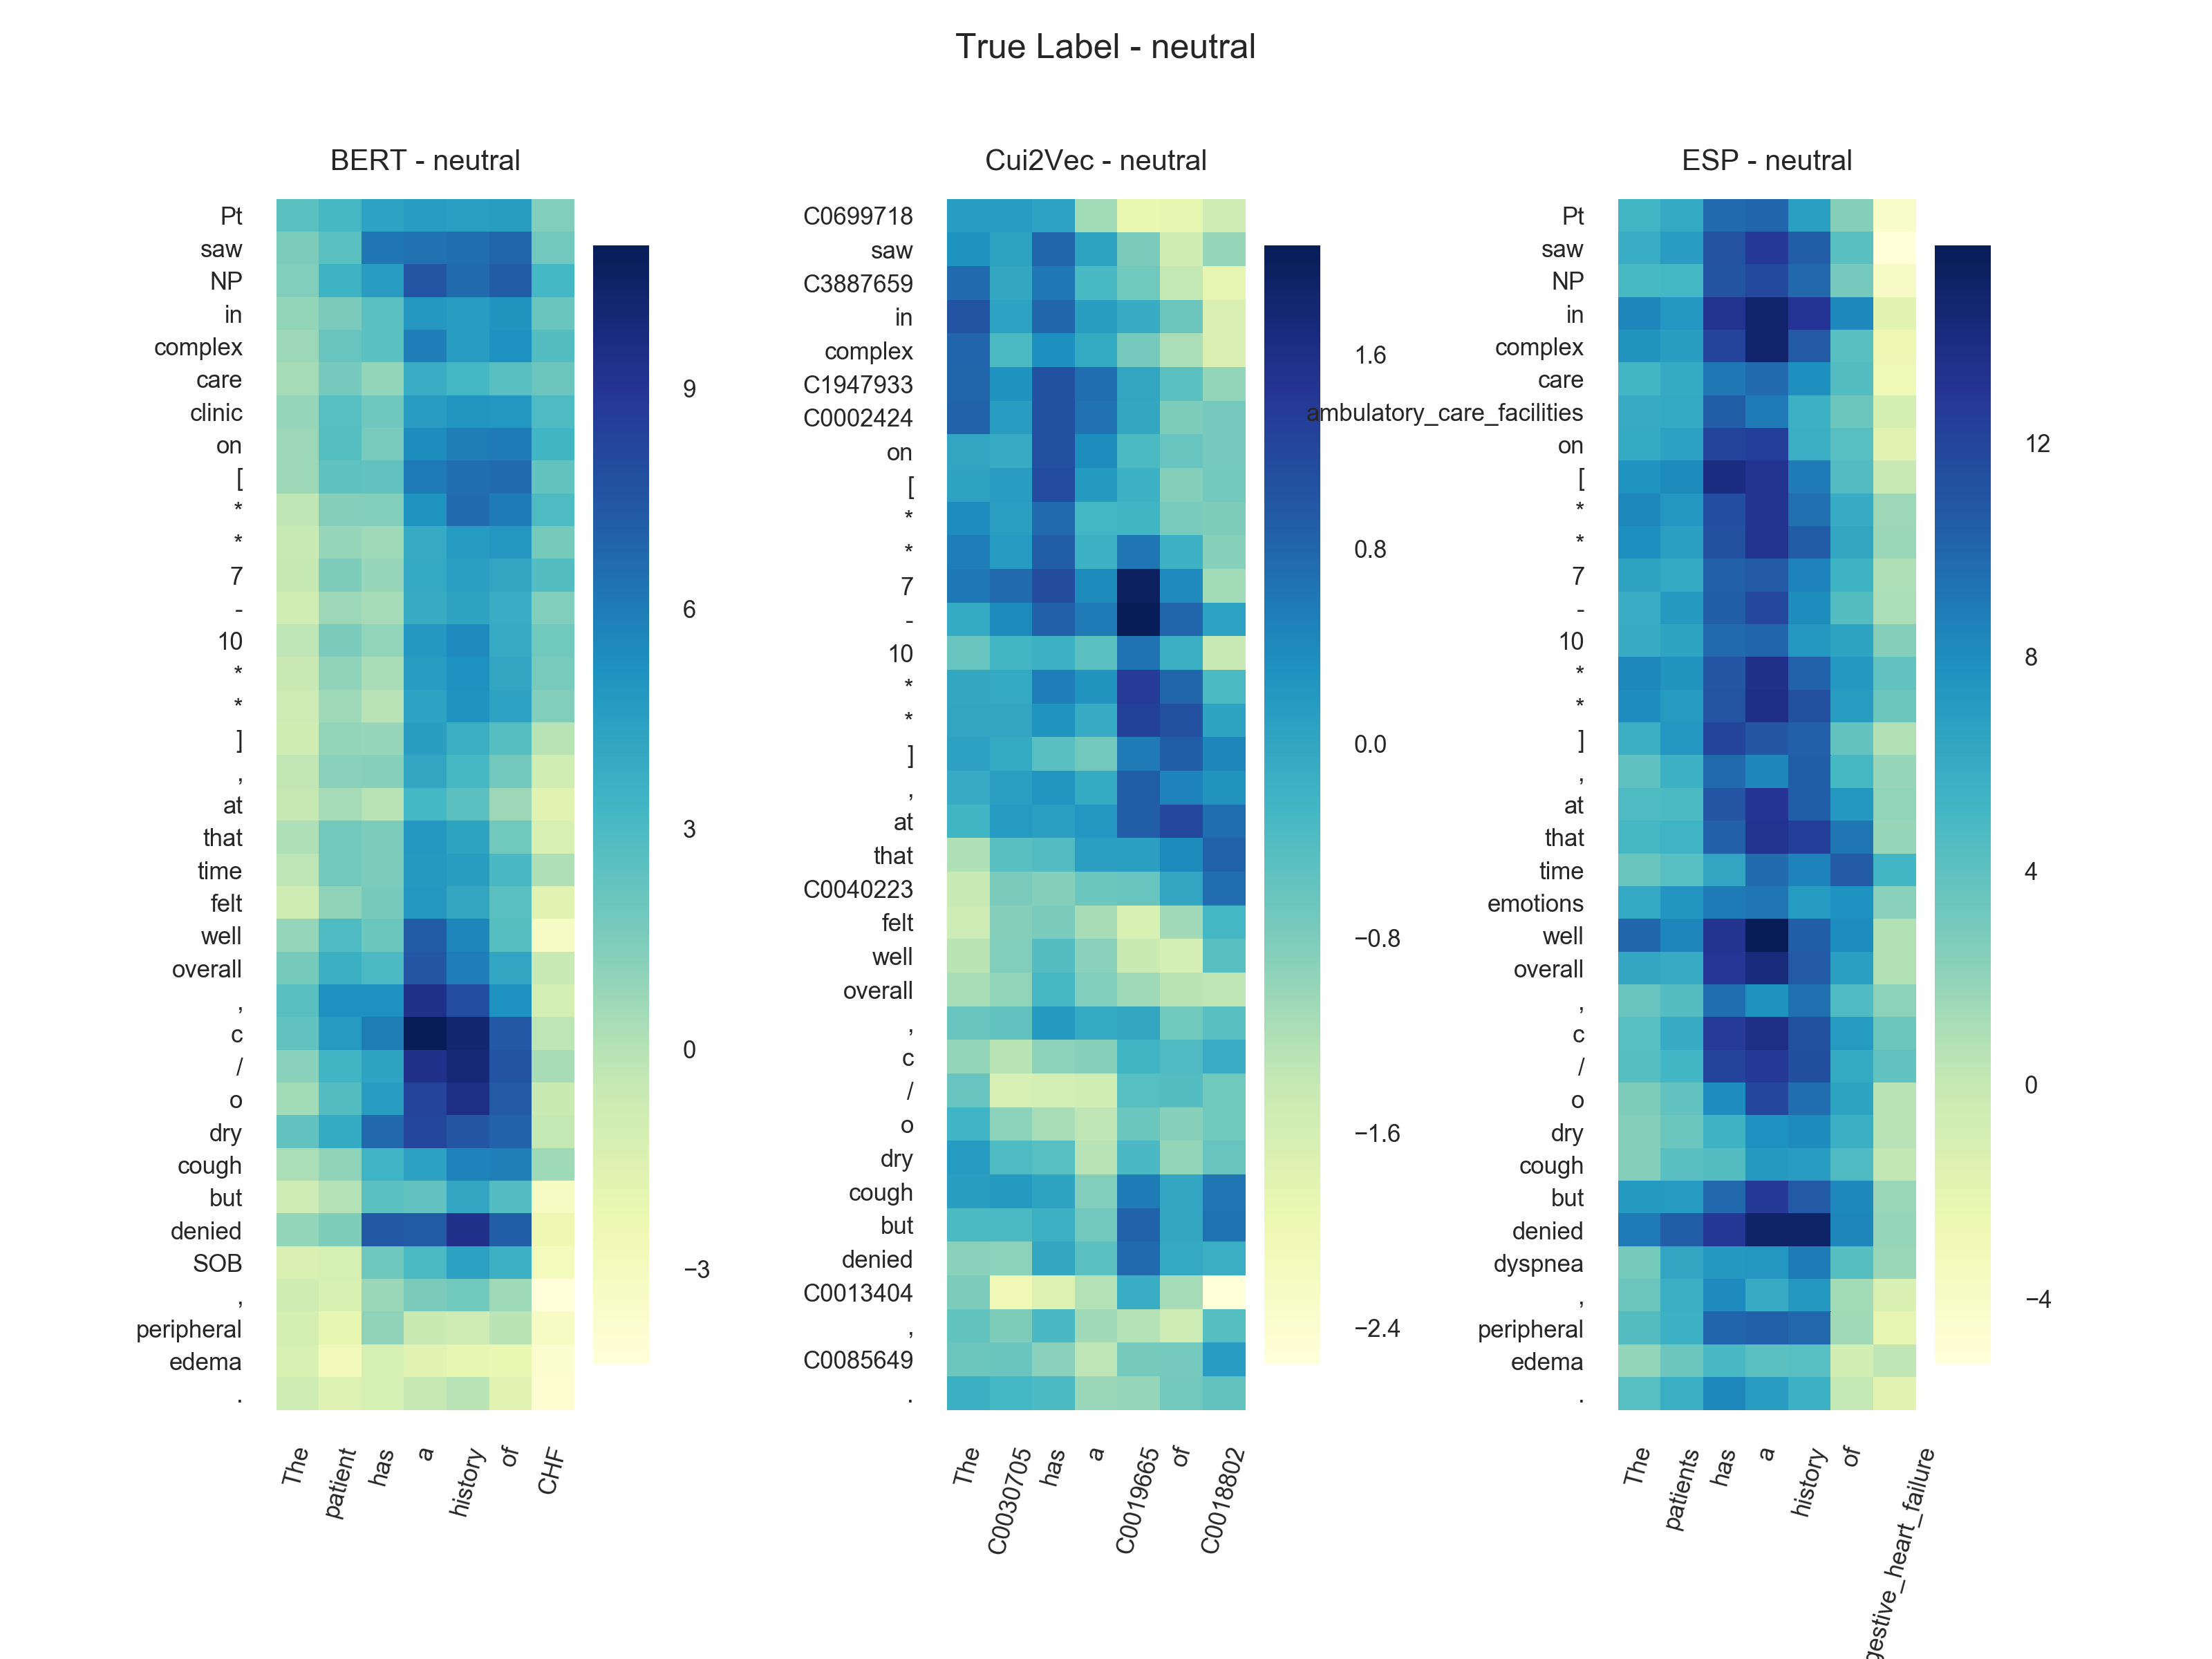 True Label - neutral
BERT - neutral
Pt
saw
NP
in
complex
care
clinic
on
[
*
*
7
-
10
*
*
]
,
at
that
time
felt
well
overall
,
c
/
o
dry
cough
but
denied
SOB
,
peripheral
edema
.
The
patient
has
a
history
of
CHF
9
6
3
0
−3
Cui2Vec - neutral
C0699718
saw
C3887659
in
complex
C1947933
C0002424
on
[
*
*
7
-
10
*
*
]
,
at
that
C0040223
felt
well
overall
,
c
/
o
dry
cough
but
denied
C0013404
,
C0085649
.
The
C0030705
has
a
C0019665
of
C0018802
1.6
0.8
0.0
−0.8
−1.6
−2.4
ESP - neutral
Pt
saw
NP
in
complex
care
ambulatory_care_facilities
on
[
*
*
7
-
10
*
*
]
,
at
that
time
emotions
well
overall
,
c
/
o
dry
cough
but
denied
dyspnea
,
peripheral
edema
.
The
patients
has
a
history
of
gestive_heart_failure
12
8
4
0
−4